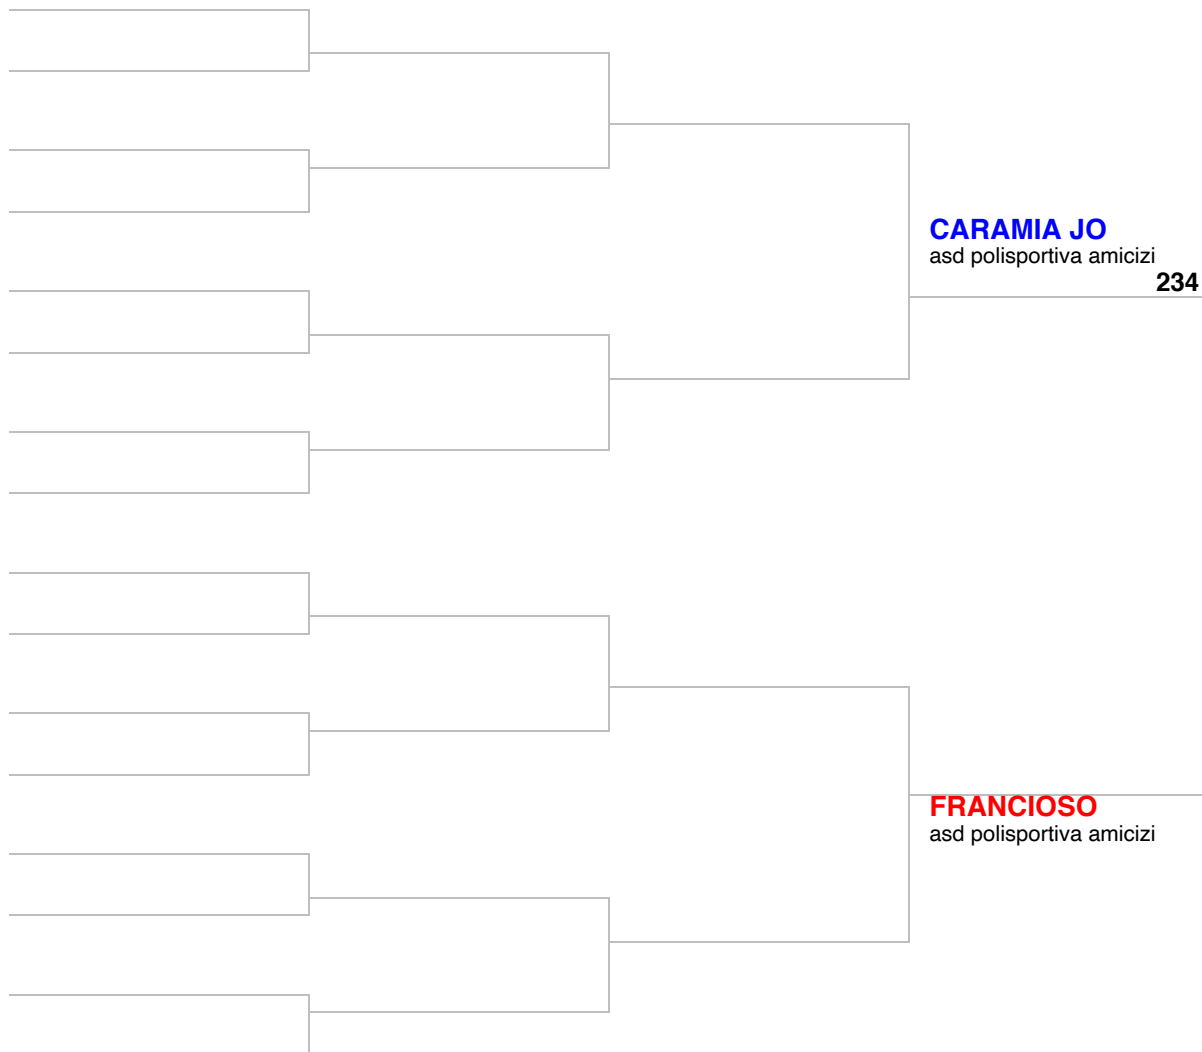 CARAMIA JO
asd polisportiva amicizi
234
FRANCIOSO
asd polisportiva amicizi